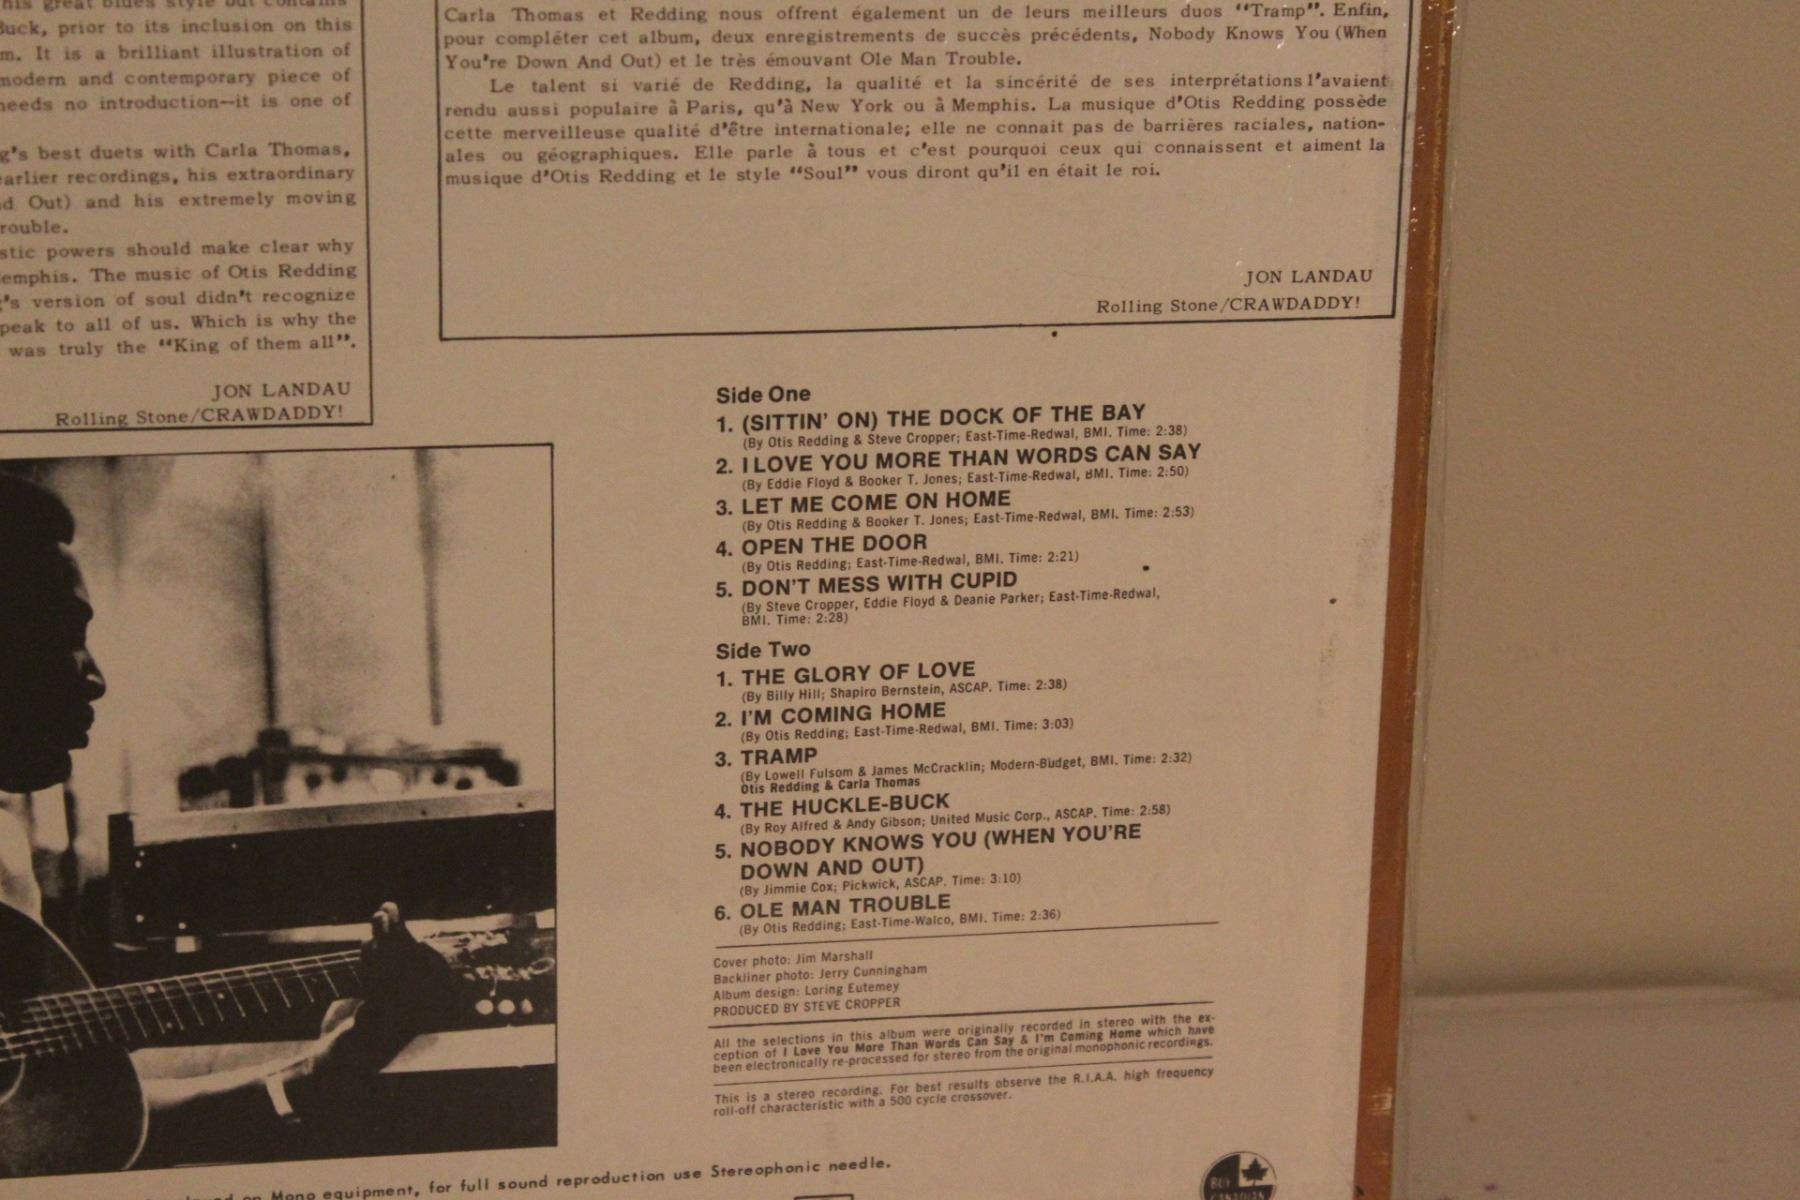 his great blues style but contains
Buck, prior to its inclusion on this
m. It is a brilliant illustration of
modern and contemporary piece of
needs no introduction—it is one of
g's best duets with Carla Thomas,
earlier recordings, his extraordinary
d Out) and his extremely moving
rouble.
stic powers should make clear why
emphis. The music of Otis Redding
g's version of soul didn't recognize
peak to all of us. Which is why the
was truly the "King of them all".
JON LANDAU
Rolling Stone/CRAWDADDY!
Carla Thomas et Redding nous offrent également un de leurs meilleurs duos "Tramp". Enfin,
pour compléter cet album, deux enregistrements de succès précédents, Nobody Knows You (When
You're Down And Out) et le très émouvant Ole Man Trouble.
Le talent si varié de Redding, la qualité et la sincérité de ses interprétations l'avaient
rendu aussi populaire à Paris, qu'à New York ou à Memphis. La musique d'Otis Redding possède
cette merveilleuse qualité d'être internationale; elle ne connait pas de barrières raciales, nation-
ales ou géographiques. Elle parle à tous et c'est pourquoi ceux qui connaissent et aiment la
musique d'Otis Redding et le style "Soul" vous diront qu'il en était le roi.
JON LANDAU
Rolling Stone/CRAWDADDY!
Side One
1. (SITTIN' ON) THE DOCK OF THE BAY
(By Otis Redding & Steve Cropper; East-Time-Redwal, BMI. Time: 2:38)
2. I LOVE YOU MORE THAN WORDS CAN SAY
(By Eddie Floyd & Booker T. Jones; East-Time-Redwal, BMI. Time: 2:50)
3. LET ME COME ON HOME
(By Otis Redding & Booker T. Jones; East-Time-Redwal, BMI. Time: 2:53)
4. OPEN THE DOOR
(By Otis Redding; East-Time-Redwal, BMI. Time: 2:21)
5. DON'T MESS WITH CUPID
(By Steve Cropper, Eddie Floyd & Deanie Parker; East-Time-Redwal,
BMI. Time: 2:28)
Side Two
1. THE GLORY OF LOVE
(By Billy Hill; Shapiro Bernstein, ASCAP. Time: 2:38)
2. I'M COMING HOME
(By Otis Redding; East-Time-Redwal, BMI. Time: 3:03)
3. TRAMP
(By Lowell Fulsom & James McCracklin; Modern-Budget, BMI. Time: 2:32)
Otis Redding & Carla Thomas
4. THE HUCKLE-BUCK
(By Roy Alfred & Andy Gibson; United Music Corp., ASCAP. Time: 2:58)
5. NOBODY KNOWS YOU (WHEN YOU'RE
DOWN AND OUT)
(By Jimmie Cox; Pickwick, ASCAP. Time: 3:10)
6. OLE MAN TROUBLE
(By Otis Redding; East-Time-Walco, BMI. Time: 2:36)
Cover photo: Jim Marshall
Backliner photo: Jerry Cunningham
Album design: Loring Eutemey
PRODUCED BY STEVE CROPPER
All the selections in this album were originally recorded in stereo with the ex-
ception of I Love You More Than Words Can Say & I'm Coming Home which have
been electronically re-processed for stereo from the original monophonic recordings.
This is a stereo recording. For best results observe the R.I.A.A. high frequency
roll-off characteristic with a 500 cycle crossover.
on Mono equipment, for full sound reproduction use Stereophonic needle.
BUY
CANADIAN